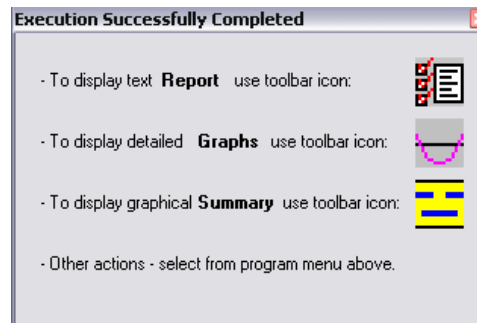 Execution Successfully Completed
- To display text Report use toolbar icon:
- To display detailed Graphs use toolbar icon:
- To display graphical Summary use toolbar icon:
- Other actions - select from program menu above.